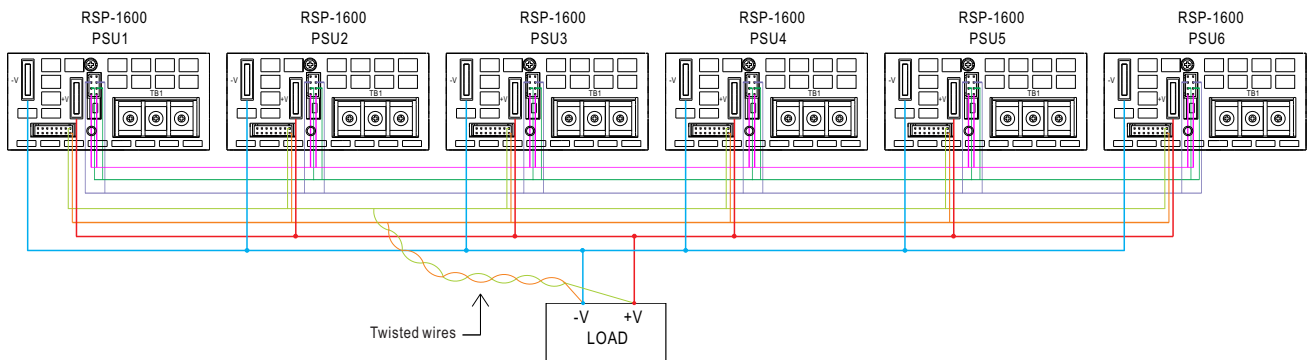 RSP-1600 RSP-1600 RSP-1600 RSP-1600 RSP-1600 RSP-1600
PSU1 PSU2 PSU3 PSU4 PSU5 PSU6
-V -V -V -V -V -V
+V +V +V +V +V +V
TB1 TB1 TB1 TB1 TB1 TB1
Twisted wires
-V +V
LOAD